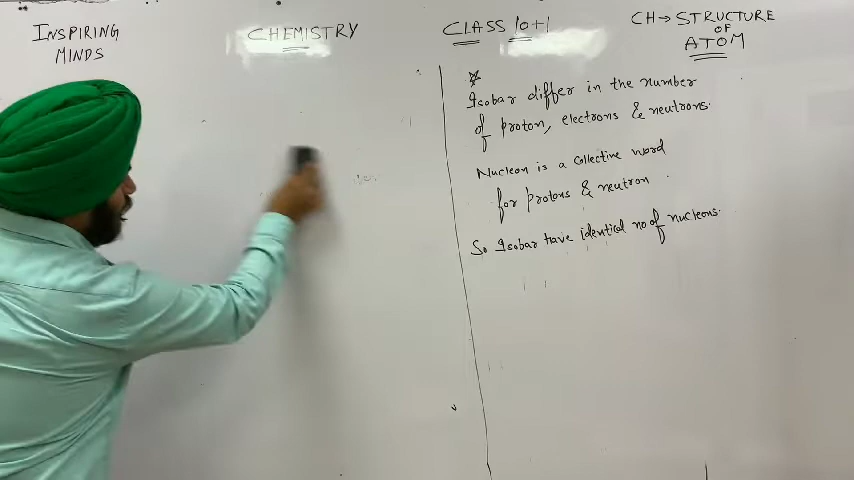 INSPIRING
MINDS
CHEMISTRY
CLASS 10+1
CH → STRUCTURE
OF
ATOM
Isobar differ in the number
of proton, electrons & neutrons.
Nucleon is a collective word
for protons & neutron
So Isobar have identical no of nucleons.